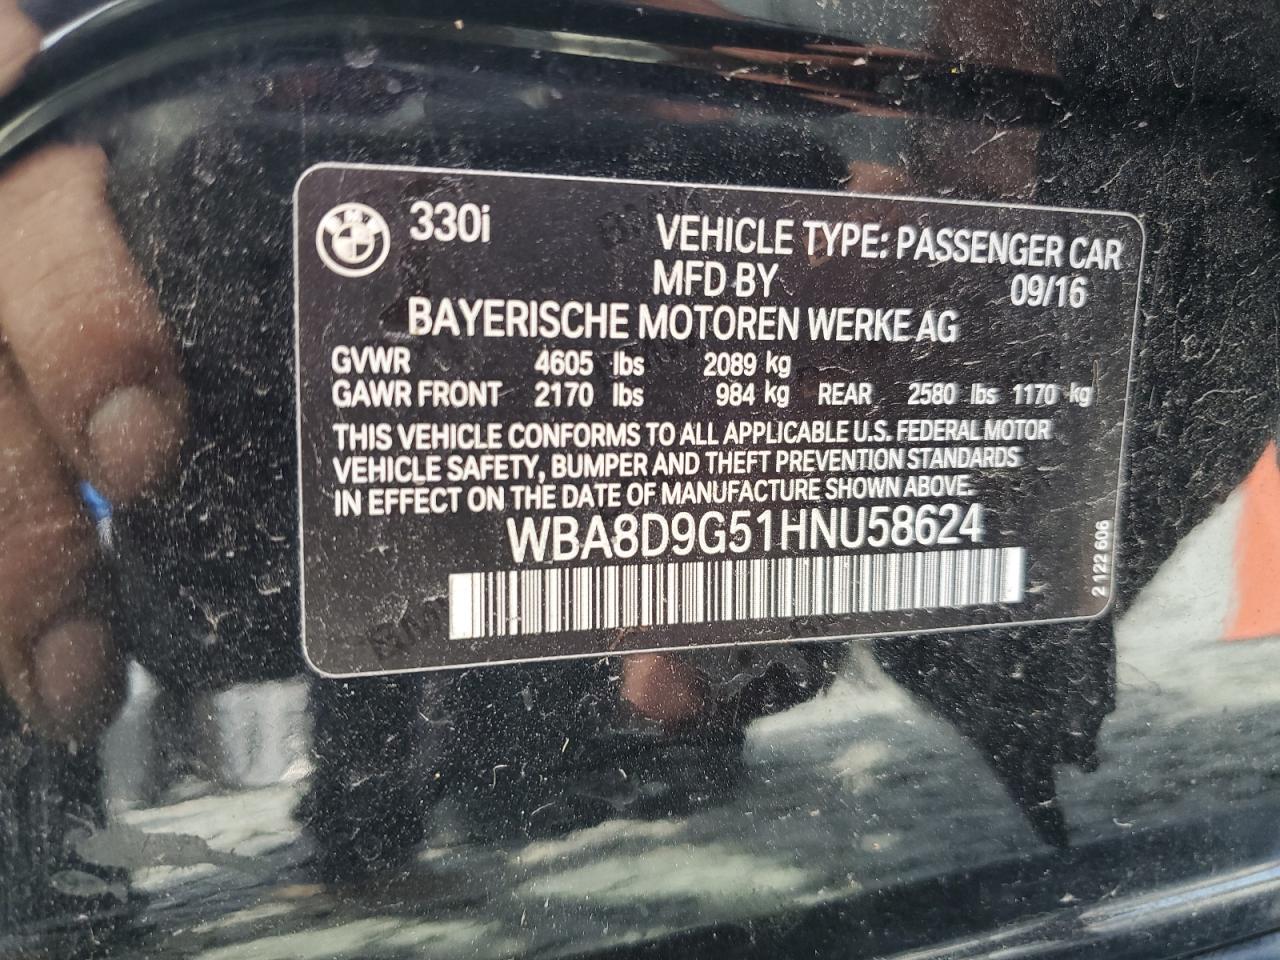 BMW 330i
VEHICLE TYPE: PASSENGER CAR
MFD BY 09/16
BAYERISCHE MOTOREN WERKE AG
GVWR 4605 lbs 2089 kg
GAWR FRONT 2170 lbs 984 kg REAR 2580 lbs 1170 kg
THIS VEHICLE CONFORMS TO ALL APPLICABLE U.S. FEDERAL MOTOR
VEHICLE SAFETY, BUMPER AND THEFT PREVENTION STANDARDS
IN EFFECT ON THE DATE OF MANUFACTURE SHOWN ABOVE.
WBA8D9G51HNU58624
2 122 606